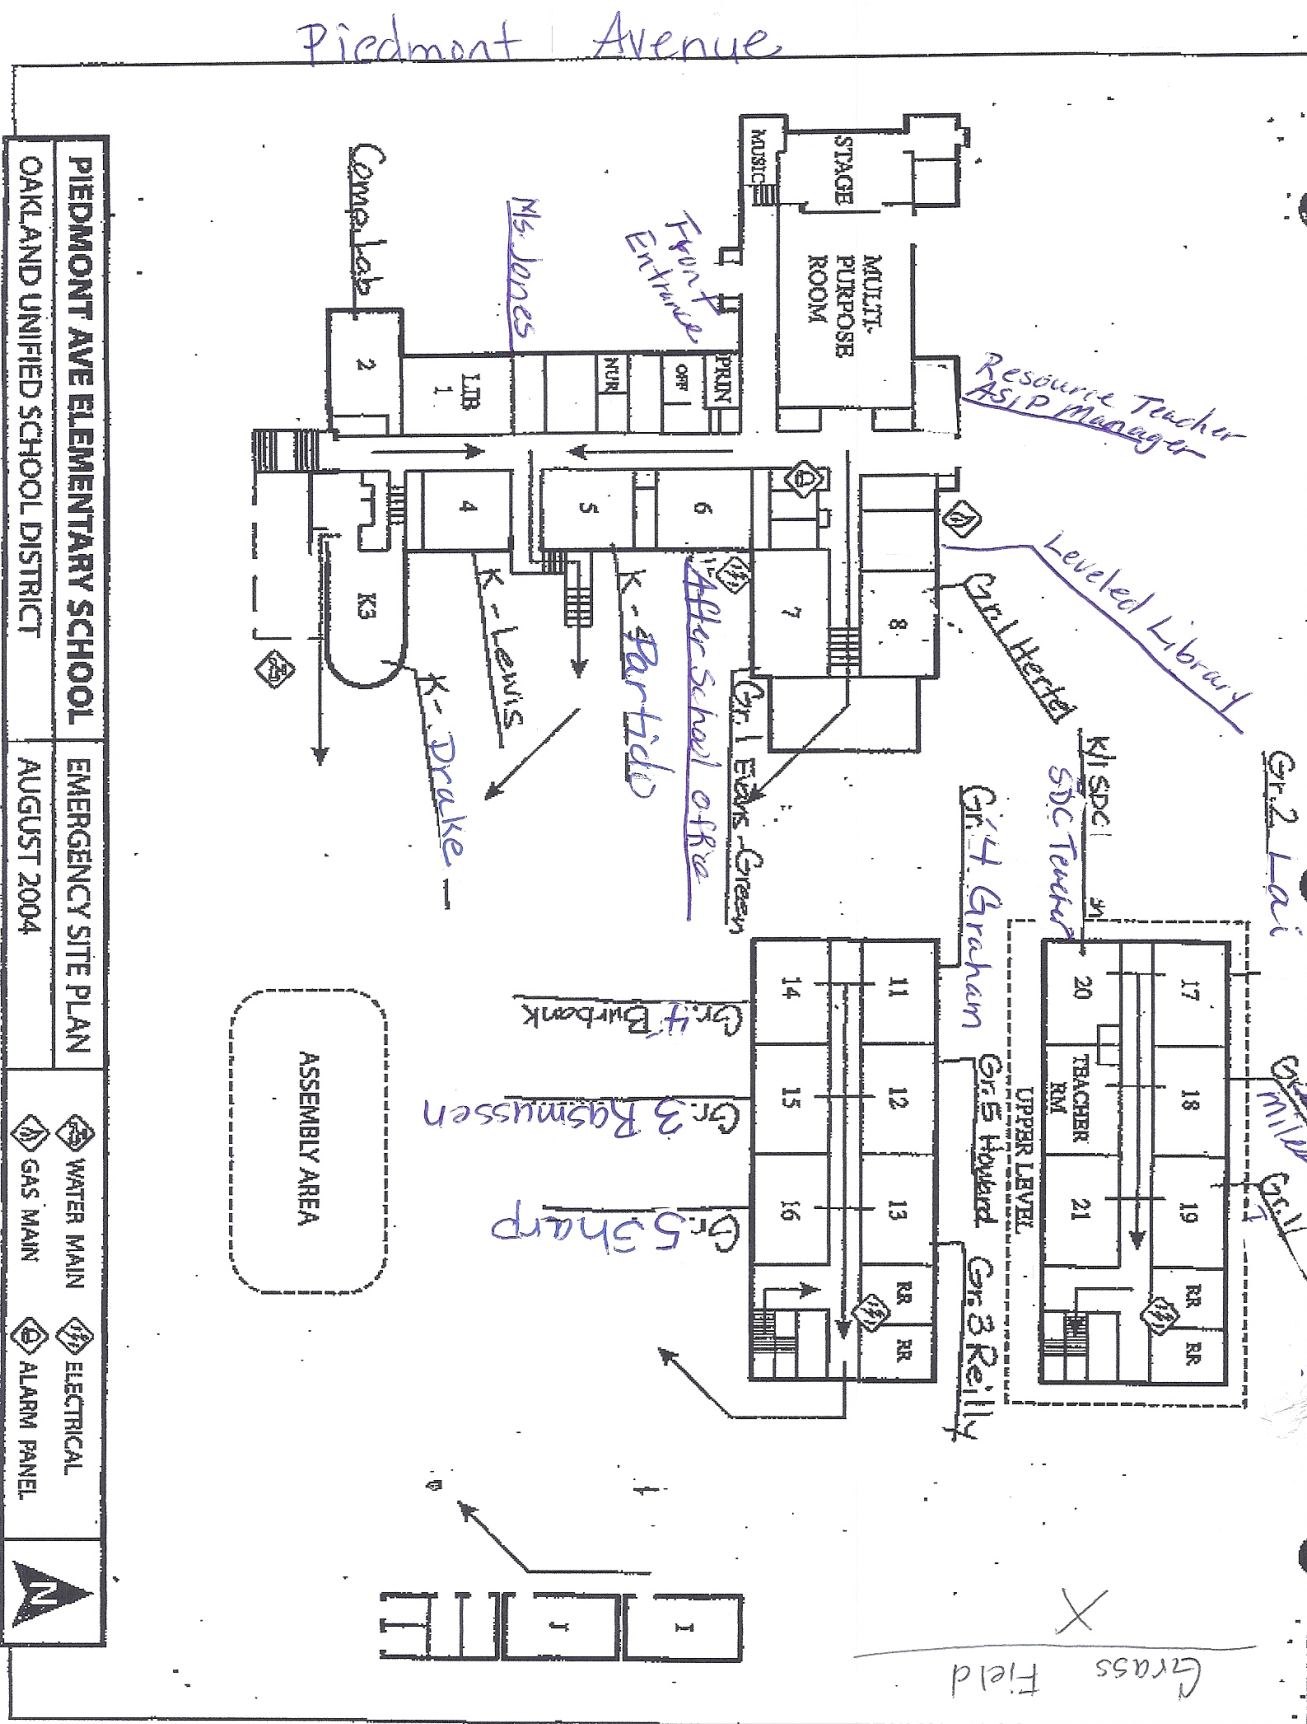 Piedmont Avenue
STAGE
MUSIC
MULTI-
PURPOSE
ROOM
Front
Entrance
Ms. Jones
Comp. Lab
PRIN
OFF
NUR
LIB
1
2
Resource Teacher
ASIP Manager
Leveled Library
4
5
6
7
8
K3
Gr. 1 Hertel
Gr. 1 Evans-Green
After School office
K - Partido
K - Lewis
K - Drake
K/1 SDC
SDC Teacher
Gr. 2 Lai
Gr. 4 Graham
Gr. 5 Howard
Gr. 3 Reilly
Gr. 4 Burbank
Gr. 3 Rasmussen
Gr. 5 Sharp
11
12
13
RR
RR
14
15
16
17
18
19
RR
RR
20
TEACHER
RM
21
UPPER LEVEL
ASSEMBLY AREA
I
J
X
Grass Field
PIEDMONT AVE ELEMENTARY SCHOOL
OAKLAND UNIFIED SCHOOL DISTRICT
EMERGENCY SITE PLAN
AUGUST 2004
WATER MAIN
ELECTRICAL
GAS MAIN
ALARM PANEL
N